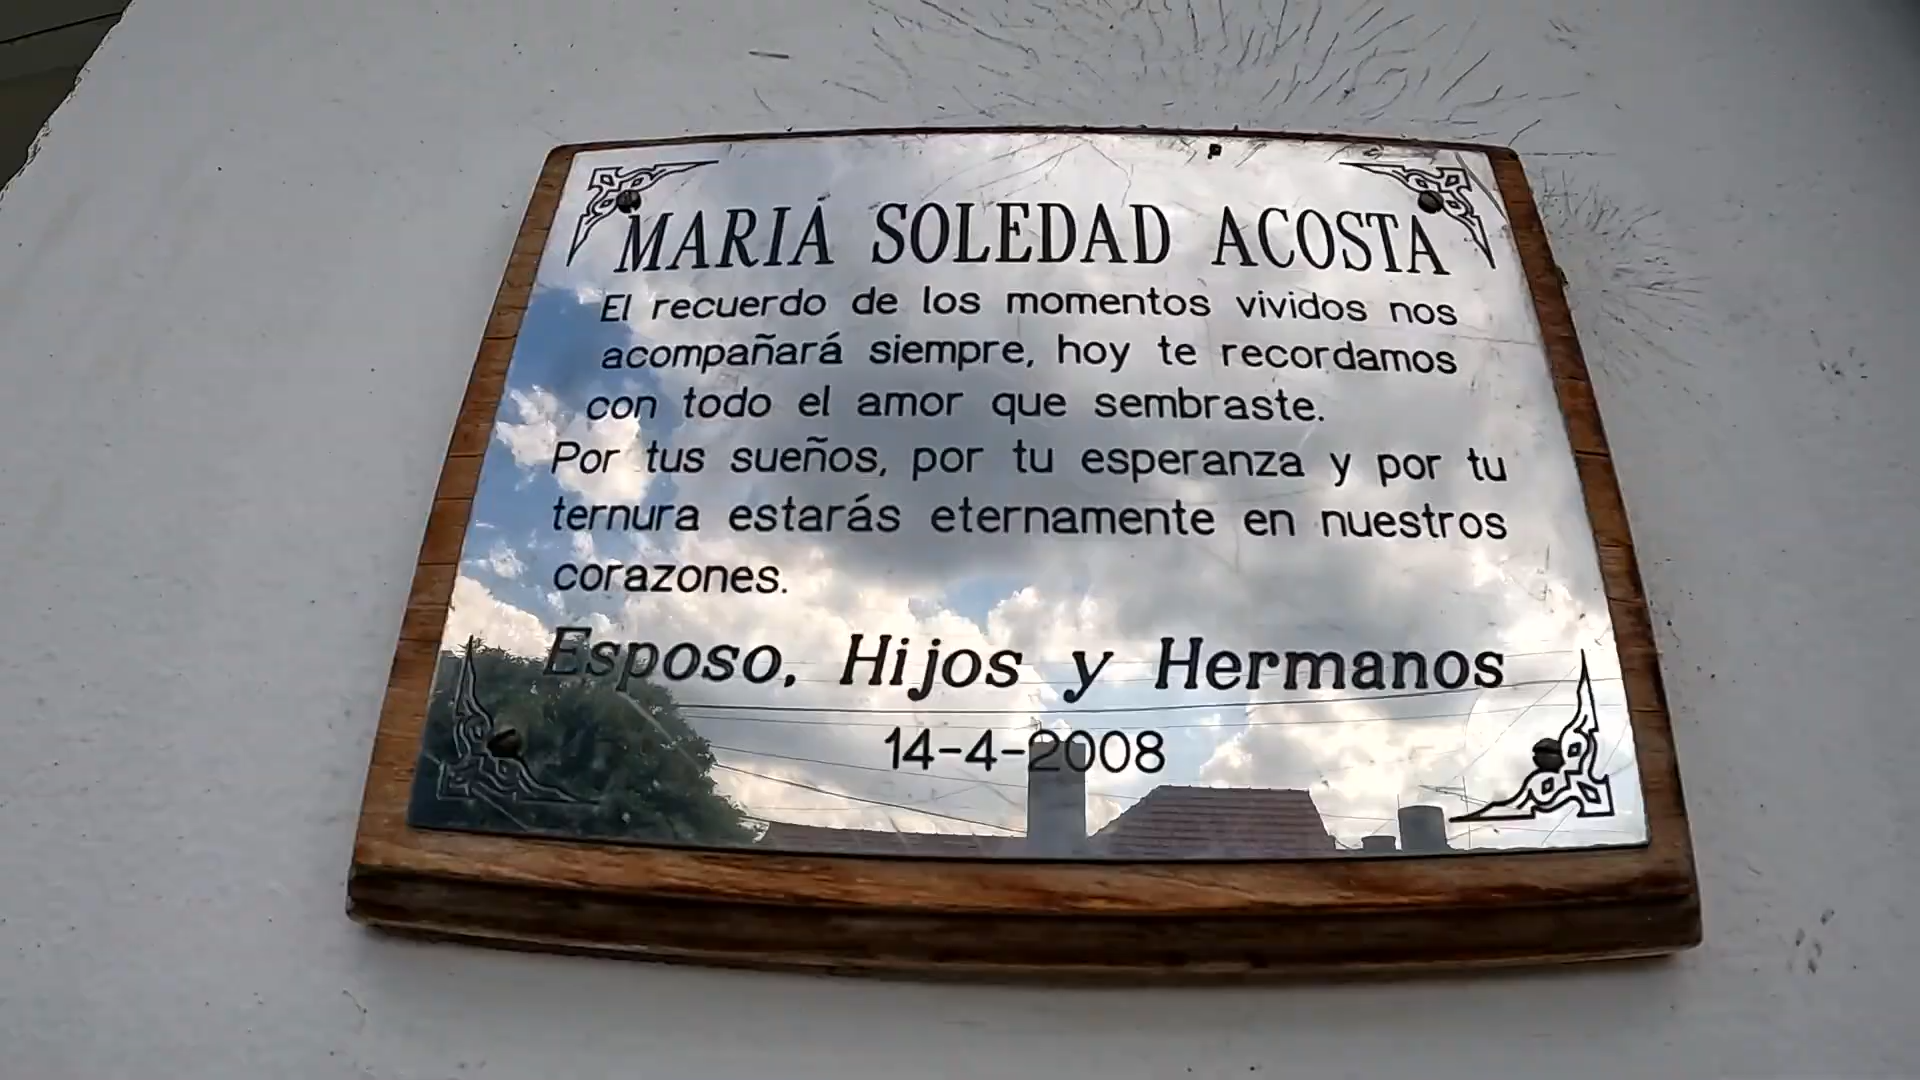 MARIÁ SOLEDAD ACOSTA
El recuerdo de los momentos vividos nos
acompañará siempre, hoy te recordamos
con todo el amor que sembraste.
Por tus sueños, por tu esperanza y por tu
ternura estarás eternamente en nuestros
corazones.
Esposo, Hijos y Hermanos
14-4-2008